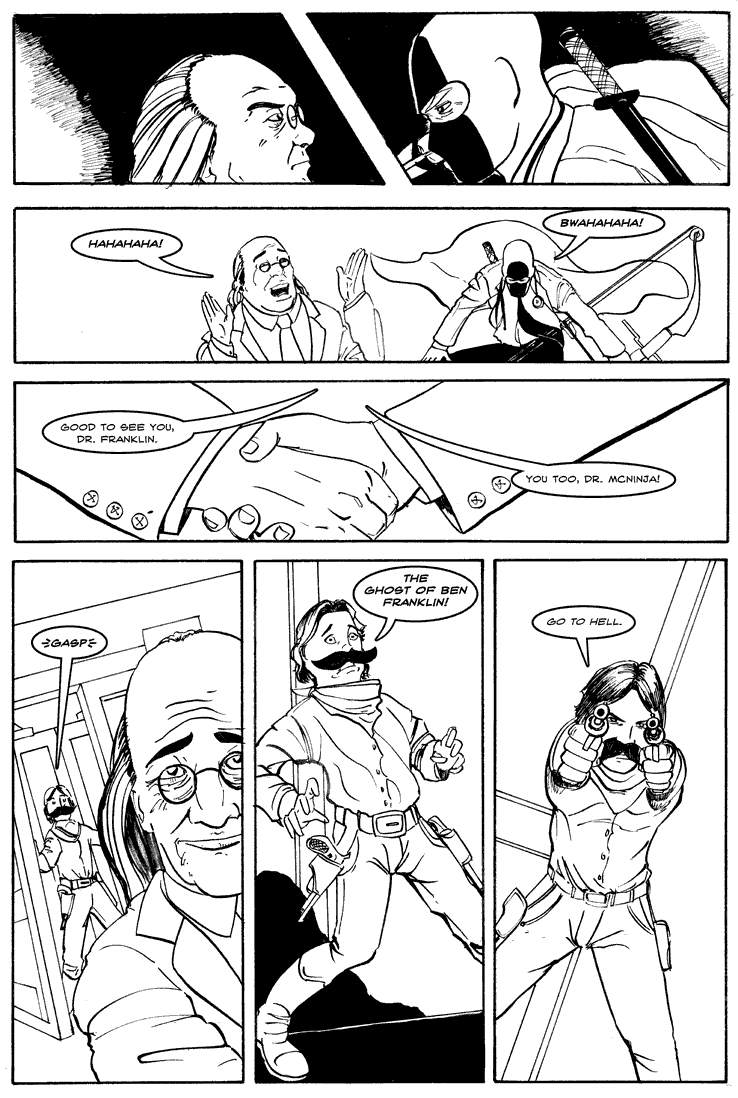 HAHAHAHA!
BWAHAHAHA!
GOOD TO SEE YOU,
DR. FRANKLIN.
YOU TOO, DR. MCNINJA!
GASP
THE
GHOST OF BEN
FRANKLIN!
GO TO HELL.